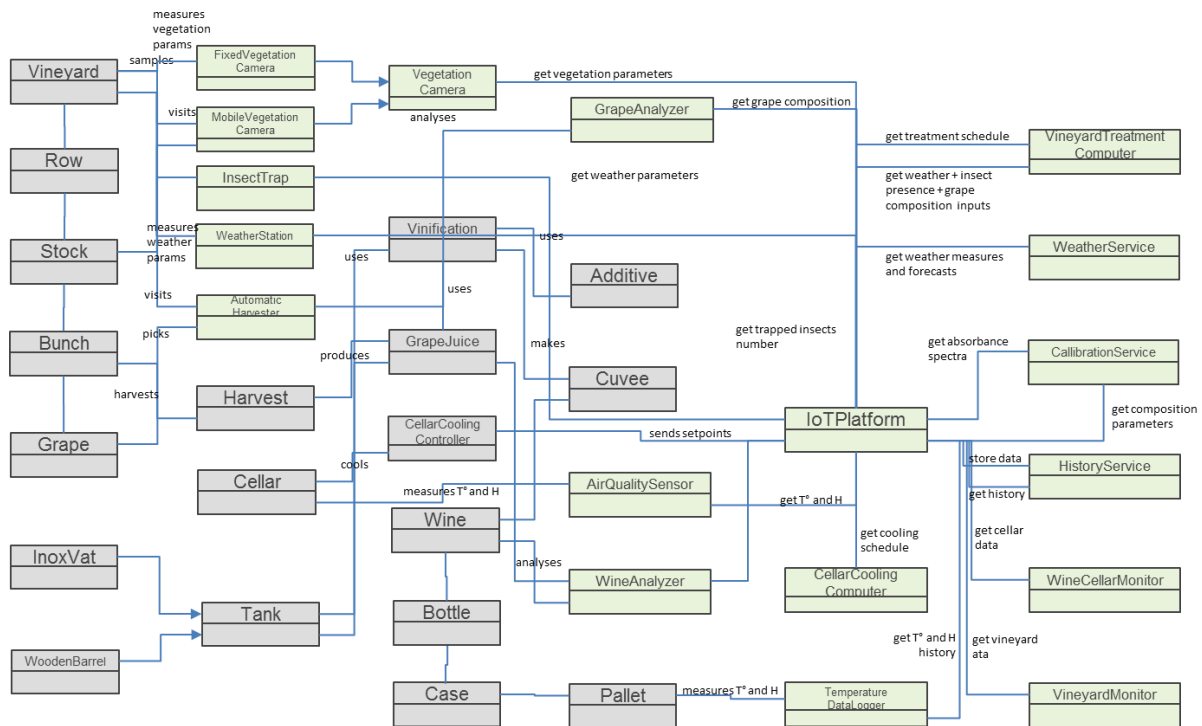 measures
vegetation
params
samples
Vineyard
FixedVegetation
Camera
Vegetation
Camera
get vegetation parameters
visits
MobileVegetation
Camera
analyses
GrapeAnalyzer
get grape composition
get treatment schedule
VineyardTreatment
Computer
Row
InsectTrap
get weather parameters
get weather + insect
presence + grape
composition inputs
measures
weather
params
Stock
WeatherStation
Vinification
uses
uses
Additive
WeatherService
get weather measures
and forecasts
visits
Automatic
Harvester
uses
picks
Bunch
produces
GrapeJuice
makes
get trapped insects
number
get absorbance
spectra
CallibrationService
harvests
Harvest
Cuvee
Grape
CellarCooling
Controller
sends setpoints
IoTPlatform
get composition
parameters
cools
Cellar
measures T° and H
AirQualitySensor
get T° and H
store data
HistoryService
get history
Wine
get cooling
schedule
get cellar
data
InoxVat
analyses
WineAnalyzer
CellarCooling
Computer
WineCellarMonitor
Tank
Bottle
get T° and H
history
get vineyard
ata
WoodenBarrel
Case
Pallet
measures T° and H
Temperature
DataLogger
VineyardMonitor